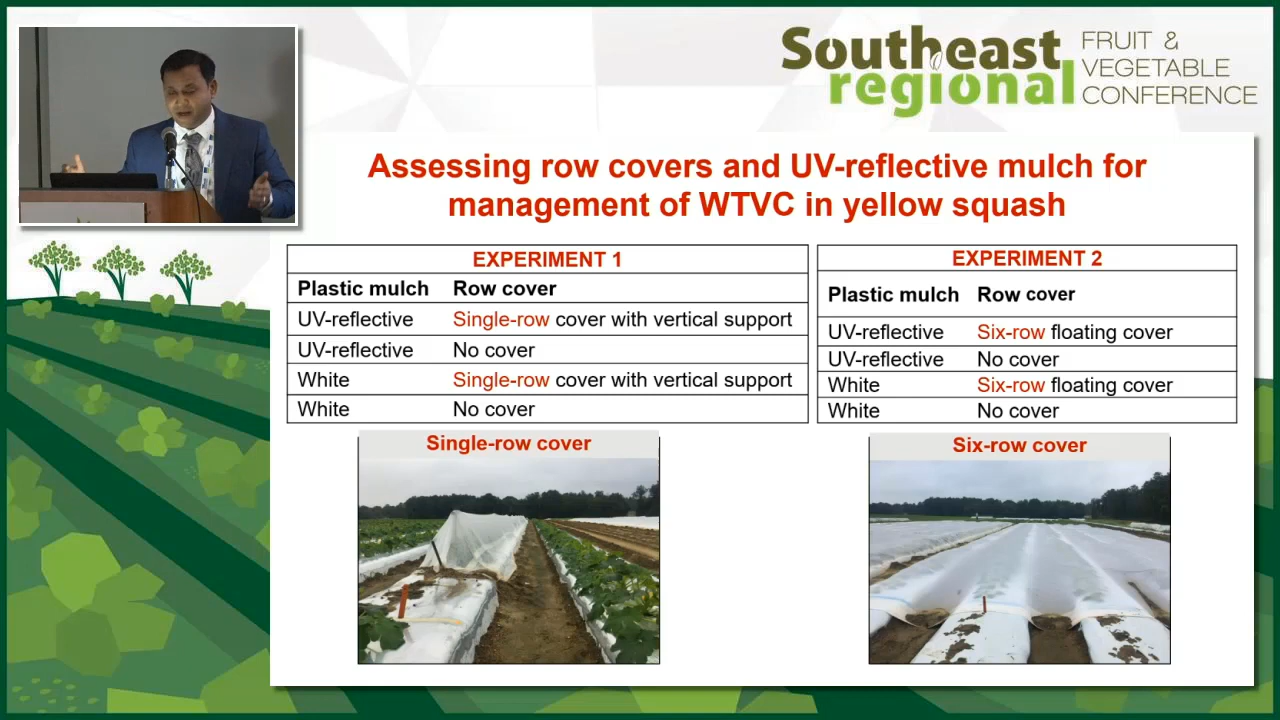 Southeast
regional
FRUIT &
VEGETABLE
CONFERENCE
Assessing row covers and UV-reflective mulch for
management of WTVC in yellow squash
EXPERIMENT 1
Plastic mulch Row cover
UV-reflective Single-row cover with vertical support
UV-reflective No cover
White Single-row cover with vertical support
White No cover
EXPERIMENT 2
Plastic mulch Row cover
UV-reflective Six-row floating cover
UV-reflective No cover
White Six-row floating cover
White No cover
Single-row cover
Six-row cover